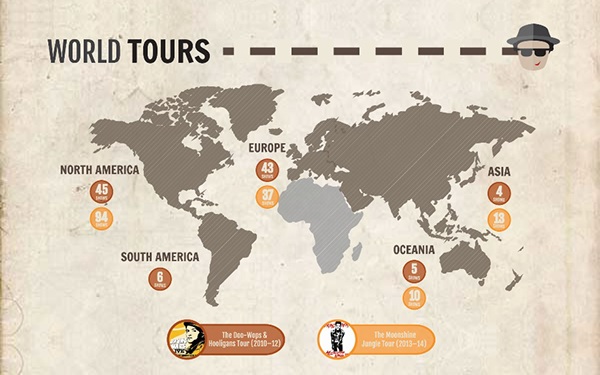 WORLD TOURS
NORTH AMERICA
45
SHOWS
94
SHOWS
EUROPE
43
SHOWS
37
SHOWS
ASIA
4
SHOWS
13
SHOWS
SOUTH AMERICA
6
SHOWS
OCEANIA
5
SHOWS
10
SHOWS
The Doo-Wops &
Hooligans Tour (2010–12)
The Moonshine
Jungle Tour (2013–14)